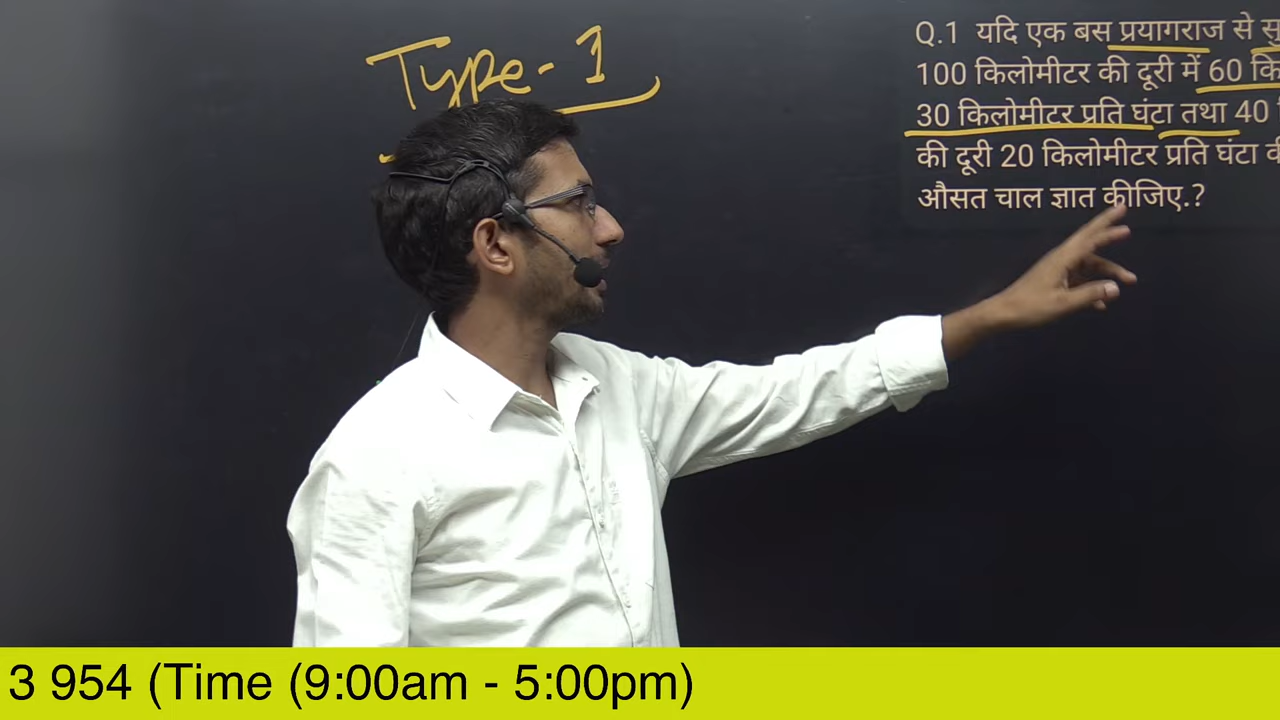 Type-1
Q.1 यदि एक बस प्रयागराज से
100 किलोमीटर की दूरी में 60
30 किलोमीटर प्रति घंटा तथा 40
की दूरी 20 किलोमीटर प्रति घंटा
औसत चाल ज्ञात कीजिए.?
3 954 (Time (9:00am - 5:00pm)